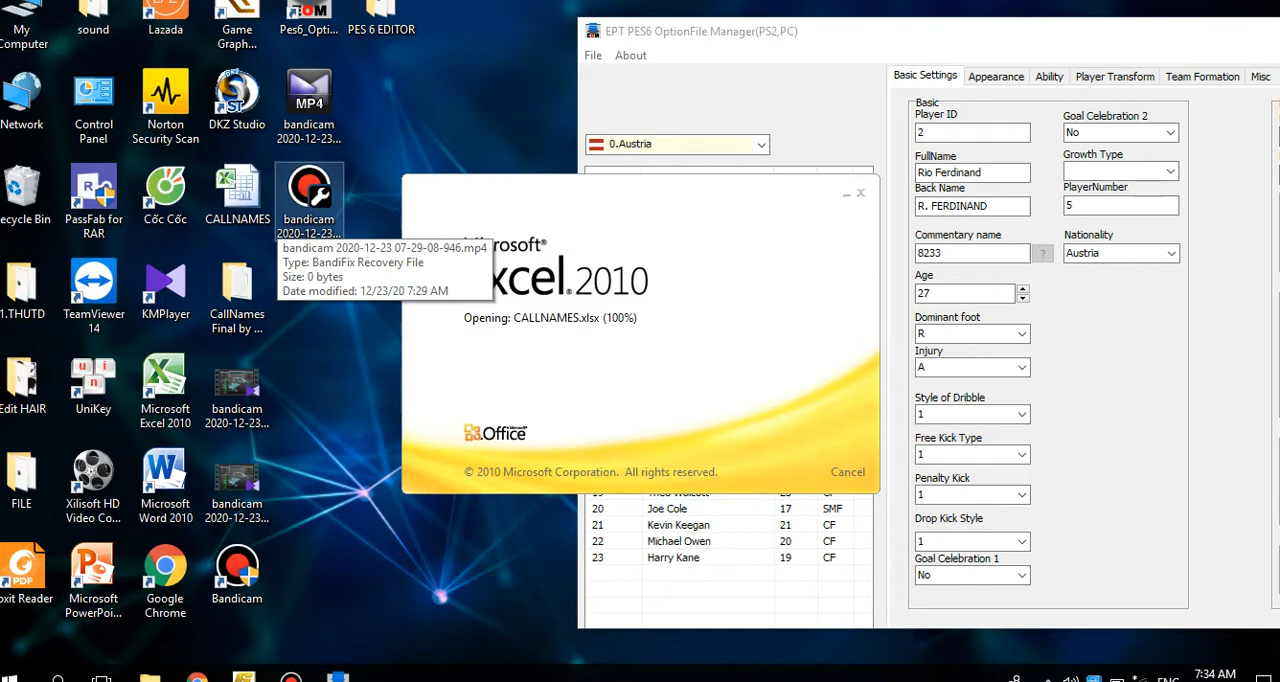 My Computer
sound
Lazada
Game Graph...
Pes6_Opti...
PES 6 EDITOR
Network
Control Panel
Norton Security Scan
DKZ Studio
MP4
bandicam 2020-12-23...
ecycle Bin
PassFab for RAR
Cốc Cốc
CALLNAMES
bandicam 2020-12-23...
bandicam 2020-12-23 07-29-08-946.mp4
Type: BandiFix Recovery File
Size: 0 bytes
Date modified: 12/23/20 7:29 AM
1.THUTD
TeamViewer 14
KMPlayer
CallNames Final by ...
Edit HAIR
UniKey
Microsoft Excel 2010
bandicam 2020-12-23...
FILE
Xilisoft HD Video Co...
Microsoft Word 2010
bandicam 2020-12-23...
oxit Reader
Microsoft PowerPoi...
Google Chrome
Bandicam
EPT PES6 OptionFile Manager(PS2,PC)
File About
0.Austria
rosoft®
xcel®2010
Opening: CALLNAMES.xlsx (100%)
Office
© 2010 Microsoft Corporation. All rights reserved. Cancel
20 Joe Cole 17 SMF
21 Kevin Keegan 21 CF
22 Michael Owen 20 CF
23 Harry Kane 19 CF
Basic Settings Appearance Ability Player Transform Team Formation Misc
Basic
Player ID
2
FullName
Rio Ferdinand
Back Name
R. FERDINAND
Commentary name
8233 ?
Age
27
Dominant foot
R
Injury
A
Style of Dribble
1
Free Kick Type
1
Penalty Kick
1
Drop Kick Style
1
Goal Celebration 1
No
Goal Celebration 2
No
Growth Type
PlayerNumber
5
Nationality
Austria
7:34 AM